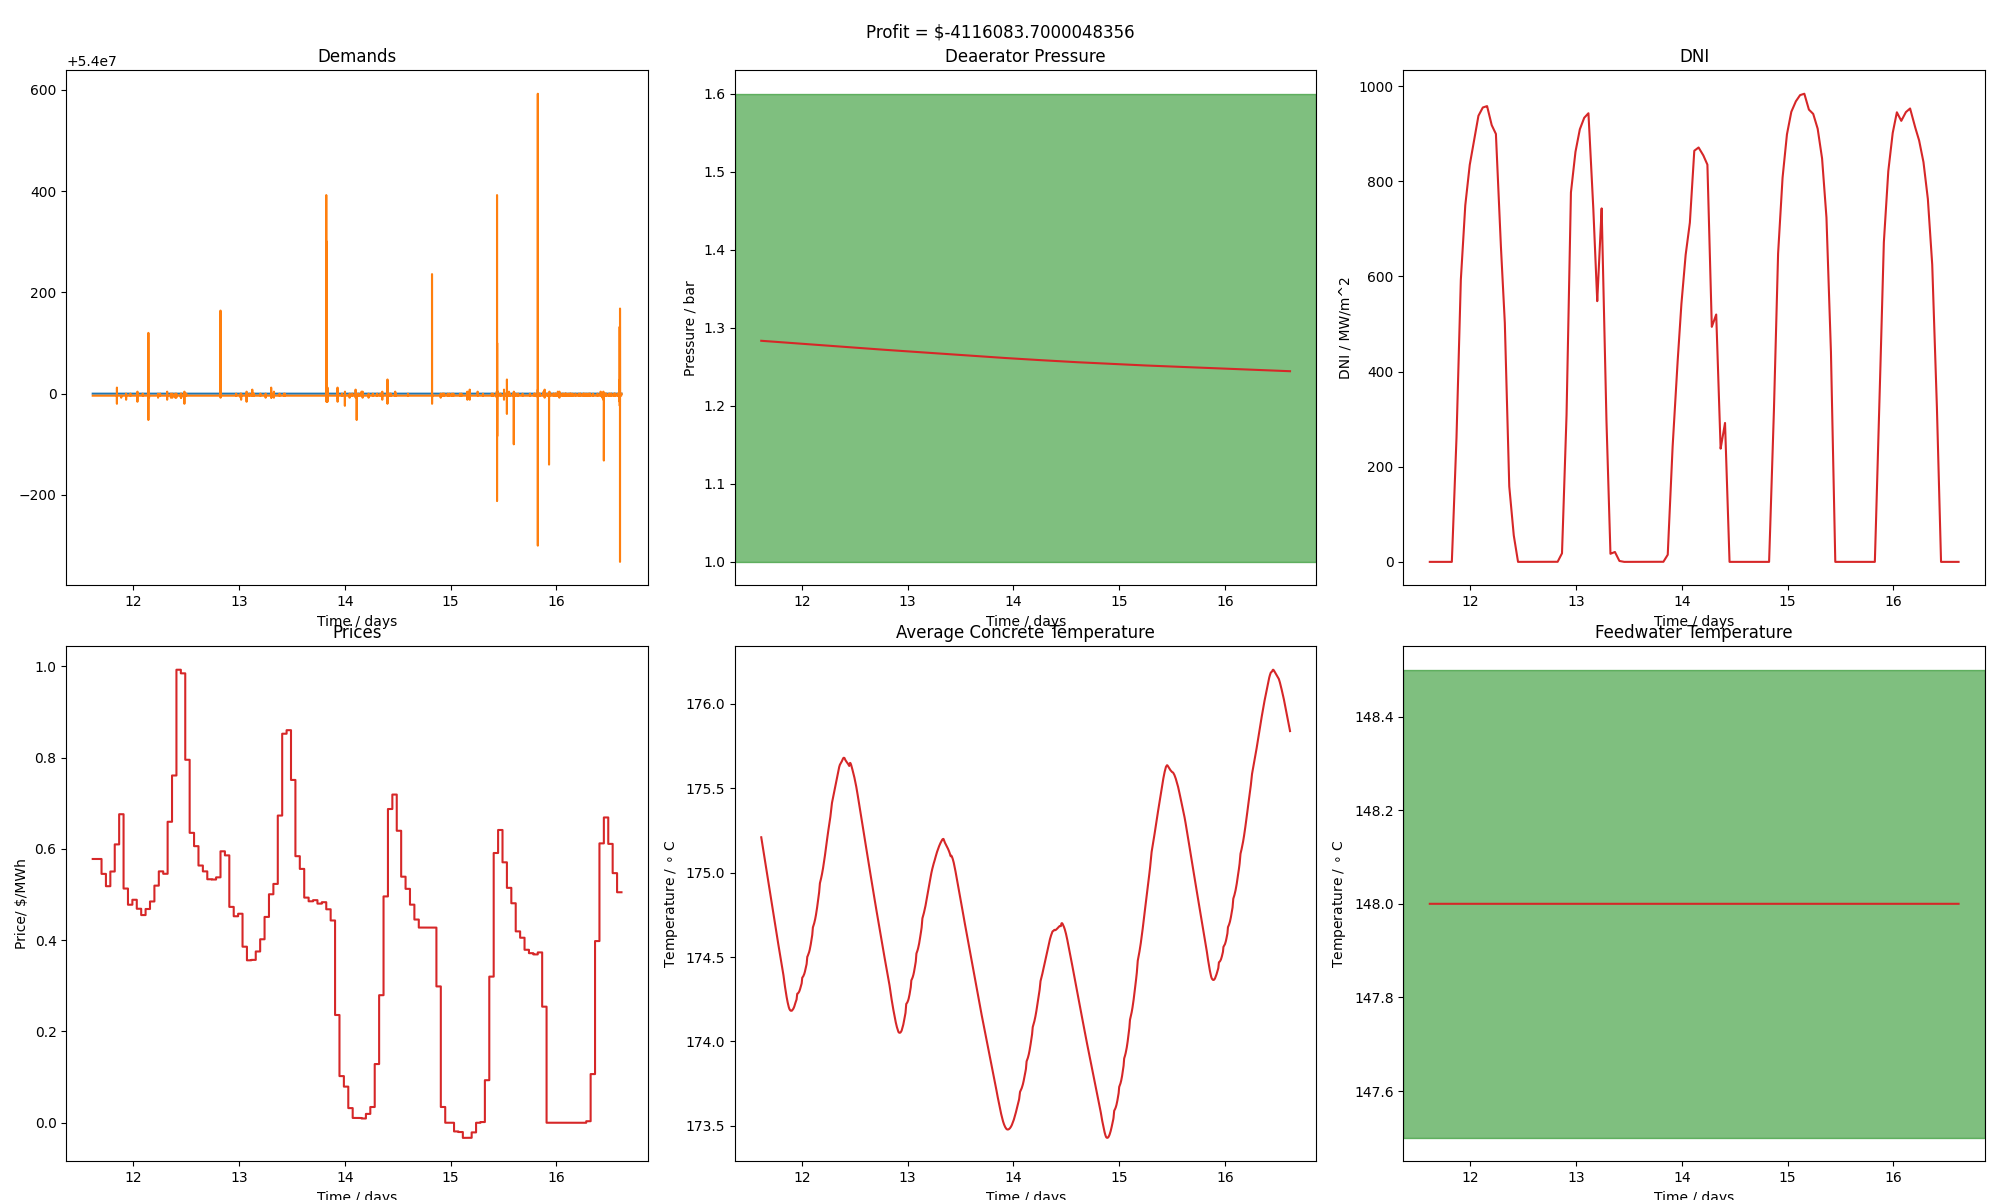 Profit = $-4116083.7000048356
Demands
+5.4e7
600
400
200
0
−200
12 13 14 15 16
Time / days
Deaerator Pressure
Pressure / bar
1.6
1.5
1.4
1.3
1.2
1.1
1.0
12 13 14 15 16
Time / days
DNI
DNI / MW/m^2
1000
800
600
400
200
0
12 13 14 15 16
Time / days
Prices
Price/ $/MWh
1.0
0.8
0.6
0.4
0.2
0.0
12 13 14 15 16
Time / days
Average Concrete Temperature
Temperature / ∘ C
176.0
175.5
175.0
174.5
174.0
173.5
12 13 14 15 16
Time / days
Feedwater Temperature
Temperature / ∘ C
148.4
148.2
148.0
147.8
147.6
12 13 14 15 16
Time / days